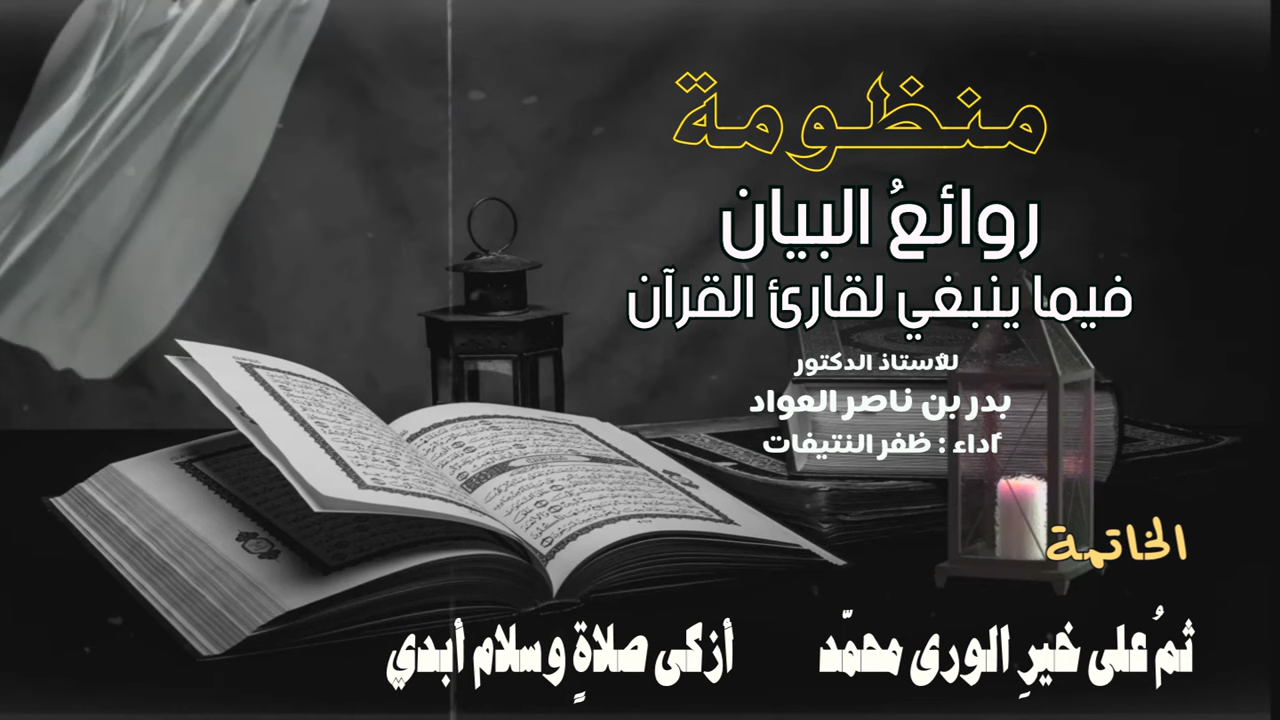 منظومة
روائعُ البيان
فيما ينبغي لقارئ القرآن
للأستاذ الدكتور
بدر بن ناصر العواد
أداء : ظفر النتيفات
الخاتمة
ثمُ على خيرِ الورى محمّد أزكى صلاةٍ وسلام أبدي